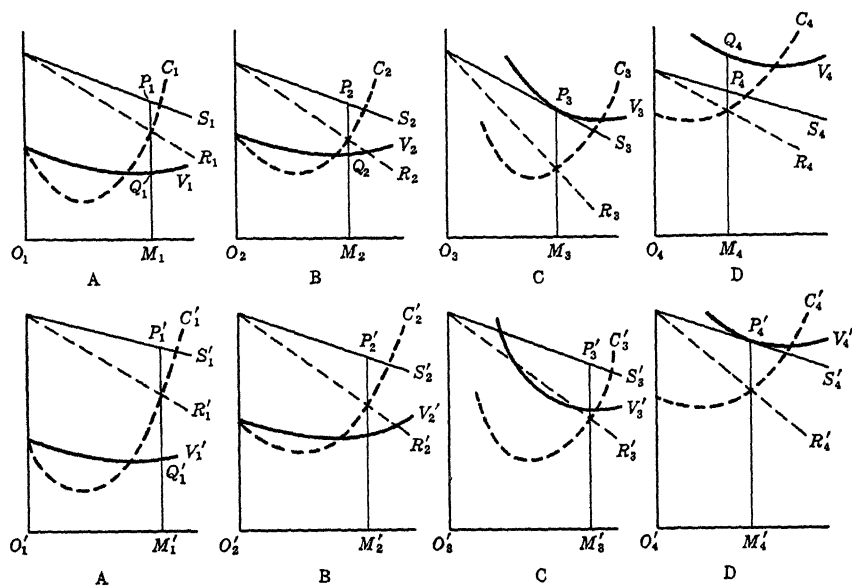 C₁ P₁ S₁ R₁ Q₁ V₁ O₁ M₁ A
C₂ P₂ S₂ V₂ Q₂ R₂ O₂ M₂ B
C₃ P₃ V₃ S₃ R₃ O₃ M₃ C
C₄ Q₄ V₄ P₄ S₄ R₄ O₄ M₄ D
C₁′ P₁′ S₁′ R₁′ V₁′ Q₁′ O₁′ M₁′ A
C₂′ P₂′ S₂′ V₂′ R₂′ O₂′ M₂′ B
C₃′ P₃′ S₃′ V₃′ R₃′ O₃′ M₃′ C
C₄′ P₄′ V₄′ S₄′ R₄′ O₄′ M₄′ D